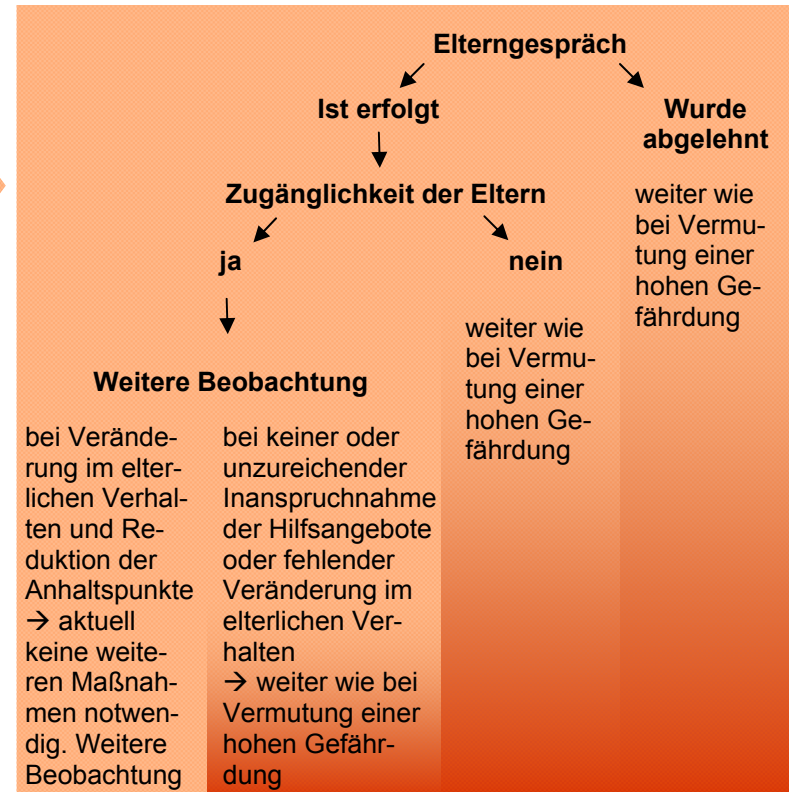 Elterngespräch
Ist erfolgt
Wurde
abgelehnt
Zugänglichkeit der Eltern
weiter wie
bei Vermu-
tung einer
hohen Ge-
fährdung
ja
nein
weiter wie
bei Vermu-
tung einer
hohen Ge-
fährdung
Weitere Beobachtung
bei Verände-
rung im elter-
lichen Verhal-
ten und Re-
duktion der
Anhaltspunkte
→ aktuell
keine weite-
ren Maßnah-
men notwen-
dig. Weitere
Beobachtung
bei keiner oder
unzureichender
Inanspruchnahme
der Hilfsangebote
oder fehlender
Veränderung im
elterlichen Ver-
halten
→ weiter wie bei
Vermutung einer
hohen Gefähr-
dung